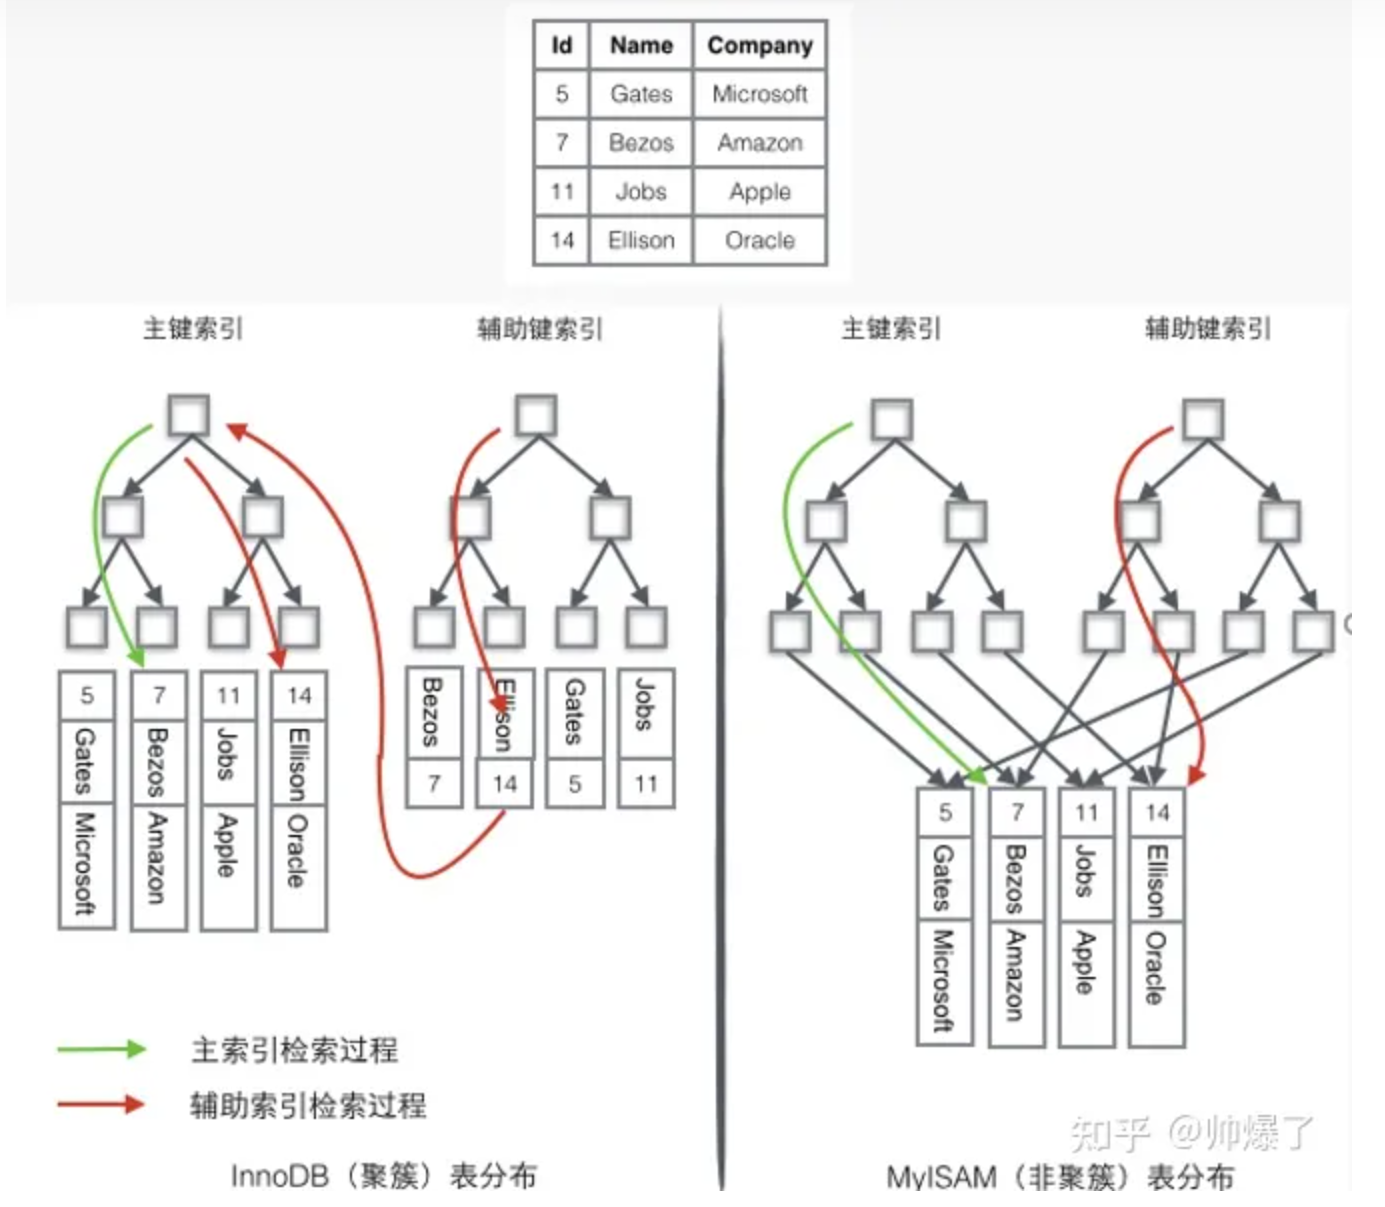 Id Name Company
5 Gates Microsoft
7 Bezos Amazon
11 Jobs Apple
14 Ellison Oracle
主键索引 辅助键索引 主键索引 辅助键索引
5 7 11 14
Gates Bezos Jobs Ellison
Microsoft Amazon Apple Oracle
Bezos Ellison Gates Jobs
7 14 5 11
5 7 11 14
Gates Bezos Jobs Ellison
Microsoft Amazon Apple Oracle
主索引检索过程
辅助索引检索过程
知乎 @帅爆了
InnoDB（聚簇）表分布 MyISAM（非聚簇）表分布